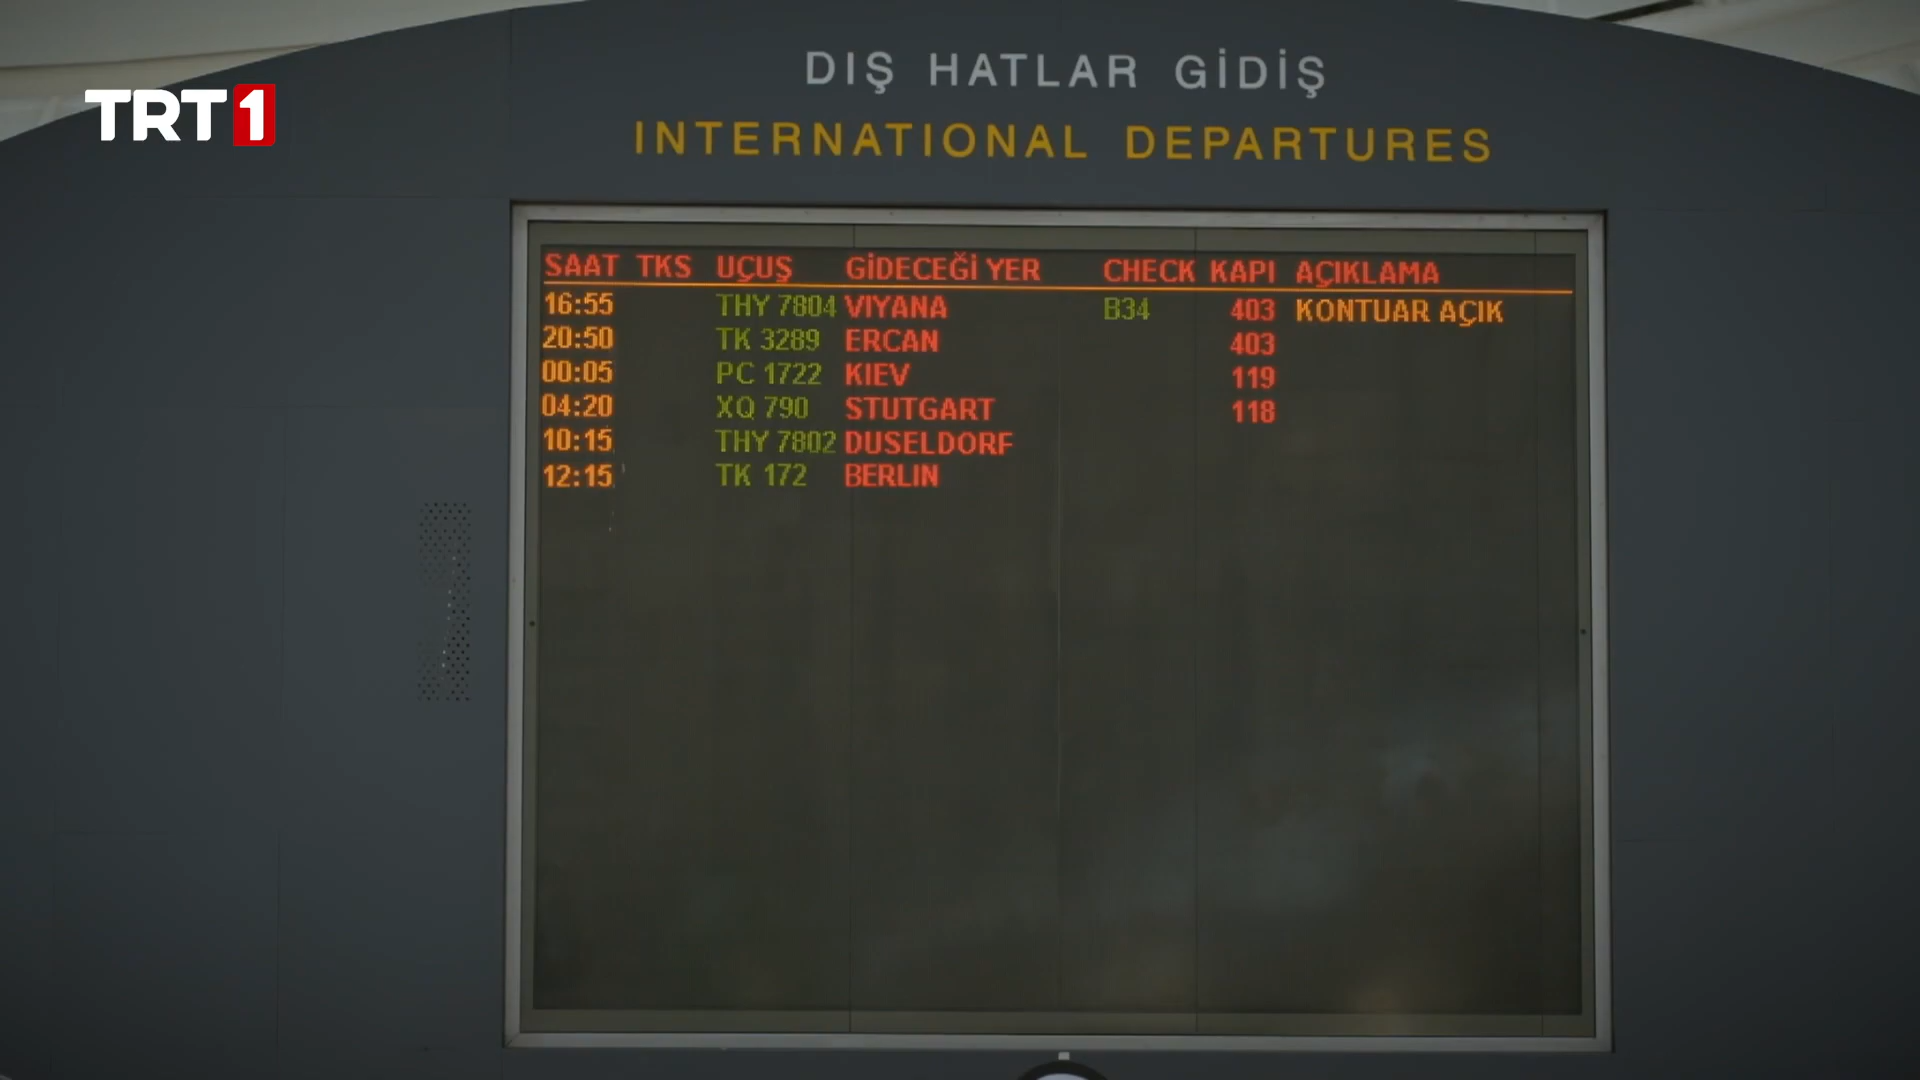 TRT 1
DIŞ HATLAR GİDİŞ
INTERNATIONAL DEPARTURES
SAAT TKS UÇUŞ GİDECEĞİ YER CHECK KAPI AÇIKLAMA
16:55 THY 7804 VIYANA B34 403 KONTUAR AÇIK
20:50 TK 3289 ERCAN 403
00:05 PC 1722 KIEV 119
04:20 XQ 790 STUTGART 118
10:15 THY 7802 DUSELDORF
12:15 TK 172 BERLIN